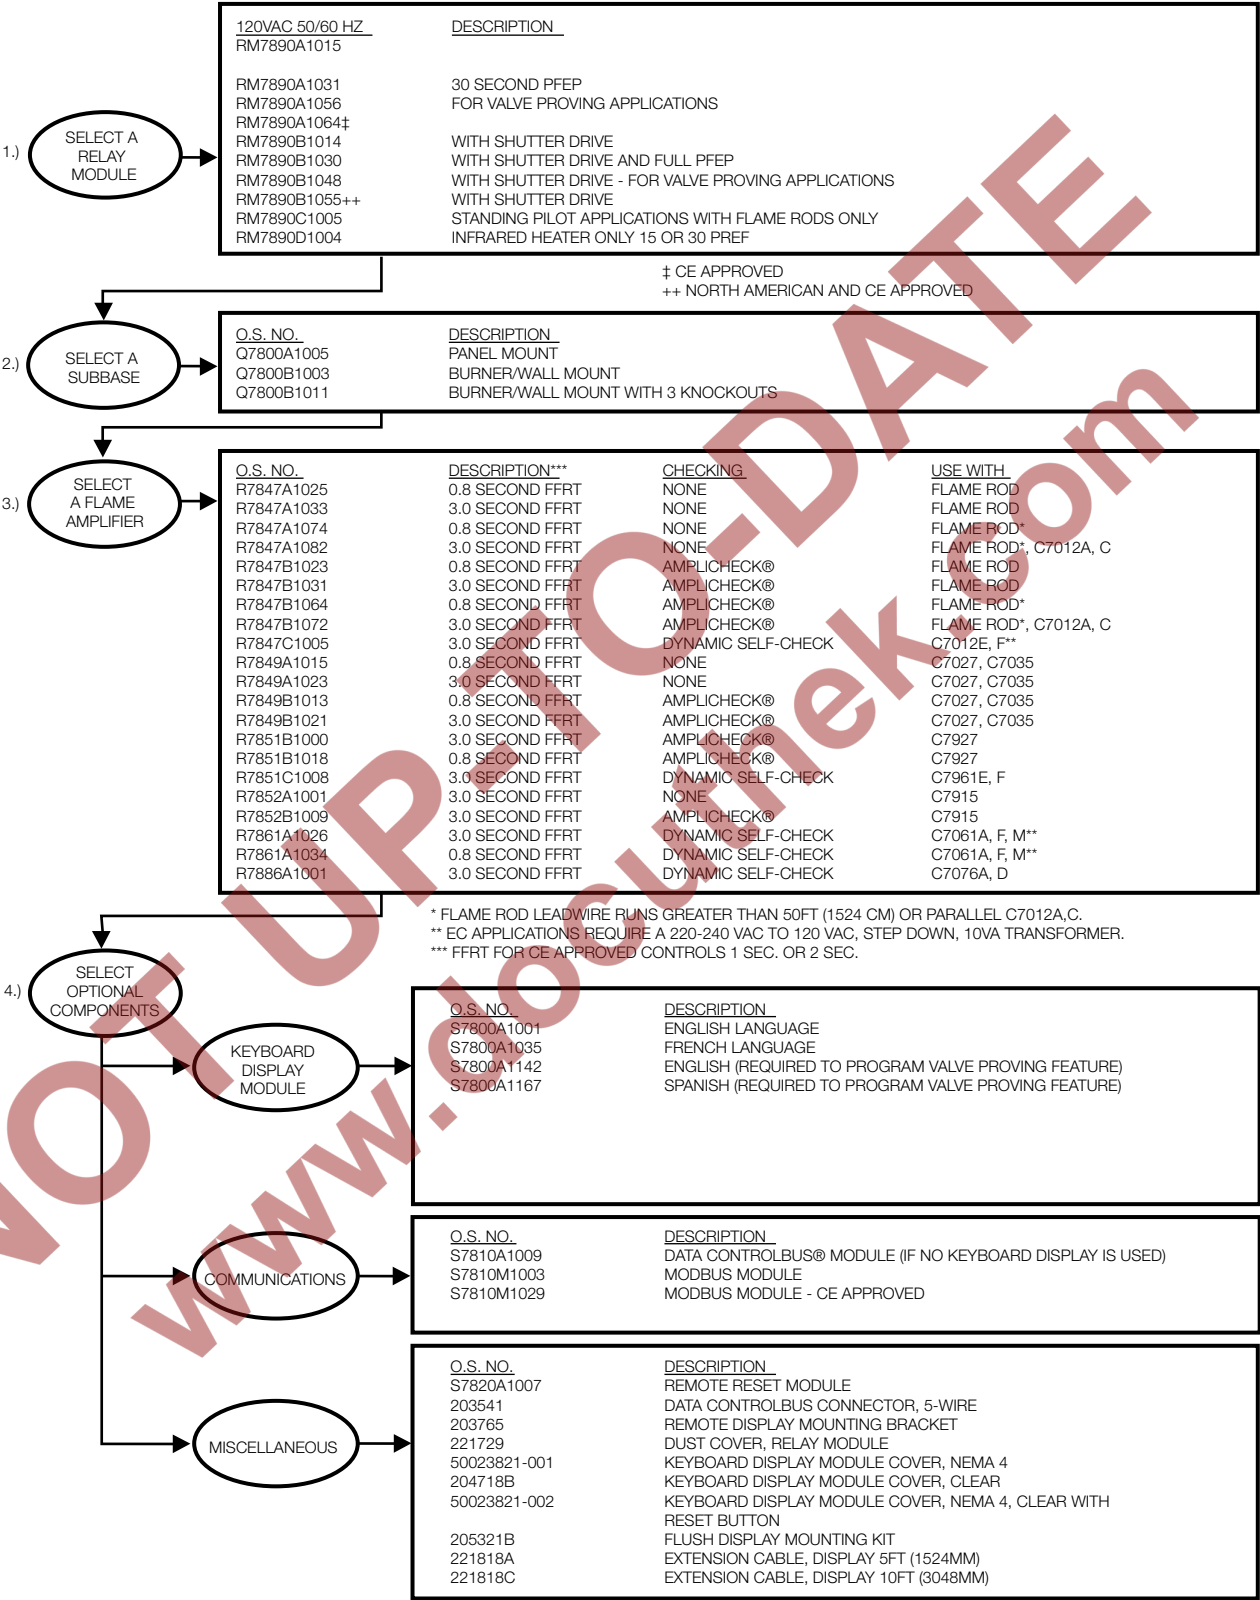 120VAC 50/60 HZ DESCRIPTION
RM7890A1015
RM7890A1031 30 SECOND PFEP
RM7890A1056 FOR VALVE PROVING APPLICATIONS
RM7890A1064‡
RM7890B1014 WITH SHUTTER DRIVE
RM7890B1030 WITH SHUTTER DRIVE AND FULL PFEP
RM7890B1048 WITH SHUTTER DRIVE - FOR VALVE PROVING APPLICATIONS
RM7890B1055++ WITH SHUTTER DRIVE
RM7890C1005 STANDING PILOT APPLICATIONS WITH FLAME RODS ONLY
RM7890D1004 INFRARED HEATER ONLY 15 OR 30 PREF
1.)
SELECT A
RELAY
MODULE
‡ CE APPROVED
++ NORTH AMERICAN AND CE APPROVED
2.)
SELECT A
SUBBASE
O.S. NO. DESCRIPTION
Q7800A1005 PANEL MOUNT
Q7800B1003 BURNER/WALL MOUNT
Q7800B1011 BURNER/WALL MOUNT WITH 3 KNOCKOUTS
3.)
SELECT
A FLAME
AMPLIFIER
O.S. NO. DESCRIPTION*** CHECKING USE WITH
R7847A1025 0.8 SECOND FFRT NONE FLAME ROD
R7847A1033 3.0 SECOND FFRT NONE FLAME ROD
R7847A1074 0.8 SECOND FFRT NONE FLAME ROD*
R7847A1082 3.0 SECOND FFRT NONE FLAME ROD*, C7012A, C
R7847B1023 0.8 SECOND FFRT AMPLICHECK® FLAME ROD
R7847B1031 3.0 SECOND FFRT AMPLICHECK® FLAME ROD
R7847B1064 0.8 SECOND FFRT AMPLICHECK® FLAME ROD*
R7847B1072 3.0 SECOND FFRT AMPLICHECK® FLAME ROD*, C7012A, C
R7847C1005 3.0 SECOND FFRT DYNAMIC SELF-CHECK C7012E, F**
R7849A1015 0.8 SECOND FFRT NONE C7027, C7035
R7849A1023 3.0 SECOND FFRT NONE C7027, C7035
R7849B1013 0.8 SECOND FFRT AMPLICHECK® C7027, C7035
R7849B1021 3.0 SECOND FFRT AMPLICHECK® C7027, C7035
R7851B1000 3.0 SECOND FFRT AMPLICHECK® C7927
R7851B1018 0.8 SECOND FFRT AMPLICHECK® C7927
R7851C1008 3.0 SECOND FFRT DYNAMIC SELF-CHECK C7961E, F
R7852A1001 3.0 SECOND FFRT NONE C7915
R7852B1009 3.0 SECOND FFRT AMPLICHECK® C7915
R7861A1026 3.0 SECOND FFRT DYNAMIC SELF-CHECK C7061A, F, M**
R7861A1034 0.8 SECOND FFRT DYNAMIC SELF-CHECK C7061A, F, M**
R7886A1001 3.0 SECOND FFRT DYNAMIC SELF-CHECK C7076A, D
* FLAME ROD LEADWIRE RUNS GREATER THAN 50FT (1524 CM) OR PARALLEL C7012A,C.
** EC APPLICATIONS REQUIRE A 220-240 VAC TO 120 VAC, STEP DOWN, 10VA TRANSFORMER.
*** FFRT FOR CE APPROVED CONTROLS 1 SEC. OR 2 SEC.
4.)
SELECT
OPTIONAL
COMPONENTS
KEYBOARD
DISPLAY
MODULE
O.S. NO. DESCRIPTION
S7800A1001 ENGLISH LANGUAGE
S7800A1035 FRENCH LANGUAGE
S7800A1142 ENGLISH (REQUIRED TO PROGRAM VALVE PROVING FEATURE)
S7800A1167 SPANISH (REQUIRED TO PROGRAM VALVE PROVING FEATURE)
COMMUNICATIONS
O.S. NO. DESCRIPTION
S7810A1009 DATA CONTROLBUS® MODULE (IF NO KEYBOARD DISPLAY IS USED)
S7810M1003 MODBUS MODULE
S7810M1029 MODBUS MODULE - CE APPROVED
MISCELLANEOUS
O.S. NO. DESCRIPTION
S7820A1007 REMOTE RESET MODULE
203541 DATA CONTROLBUS CONNECTOR, 5-WIRE
203765 REMOTE DISPLAY MOUNTING BRACKET
221729 DUST COVER, RELAY MODULE
50023821-001 KEYBOARD DISPLAY MODULE COVER, NEMA 4
204718B KEYBOARD DISPLAY MODULE COVER, CLEAR
50023821-002 KEYBOARD DISPLAY MODULE COVER, NEMA 4, CLEAR WITH
RESET BUTTON
205321B FLUSH DISPLAY MOUNTING KIT
221818A EXTENSION CABLE, DISPLAY 5FT (1524MM)
221818C EXTENSION CABLE, DISPLAY 10FT (3048MM)
NOT UP-TO-DATE
www.docuthek.com